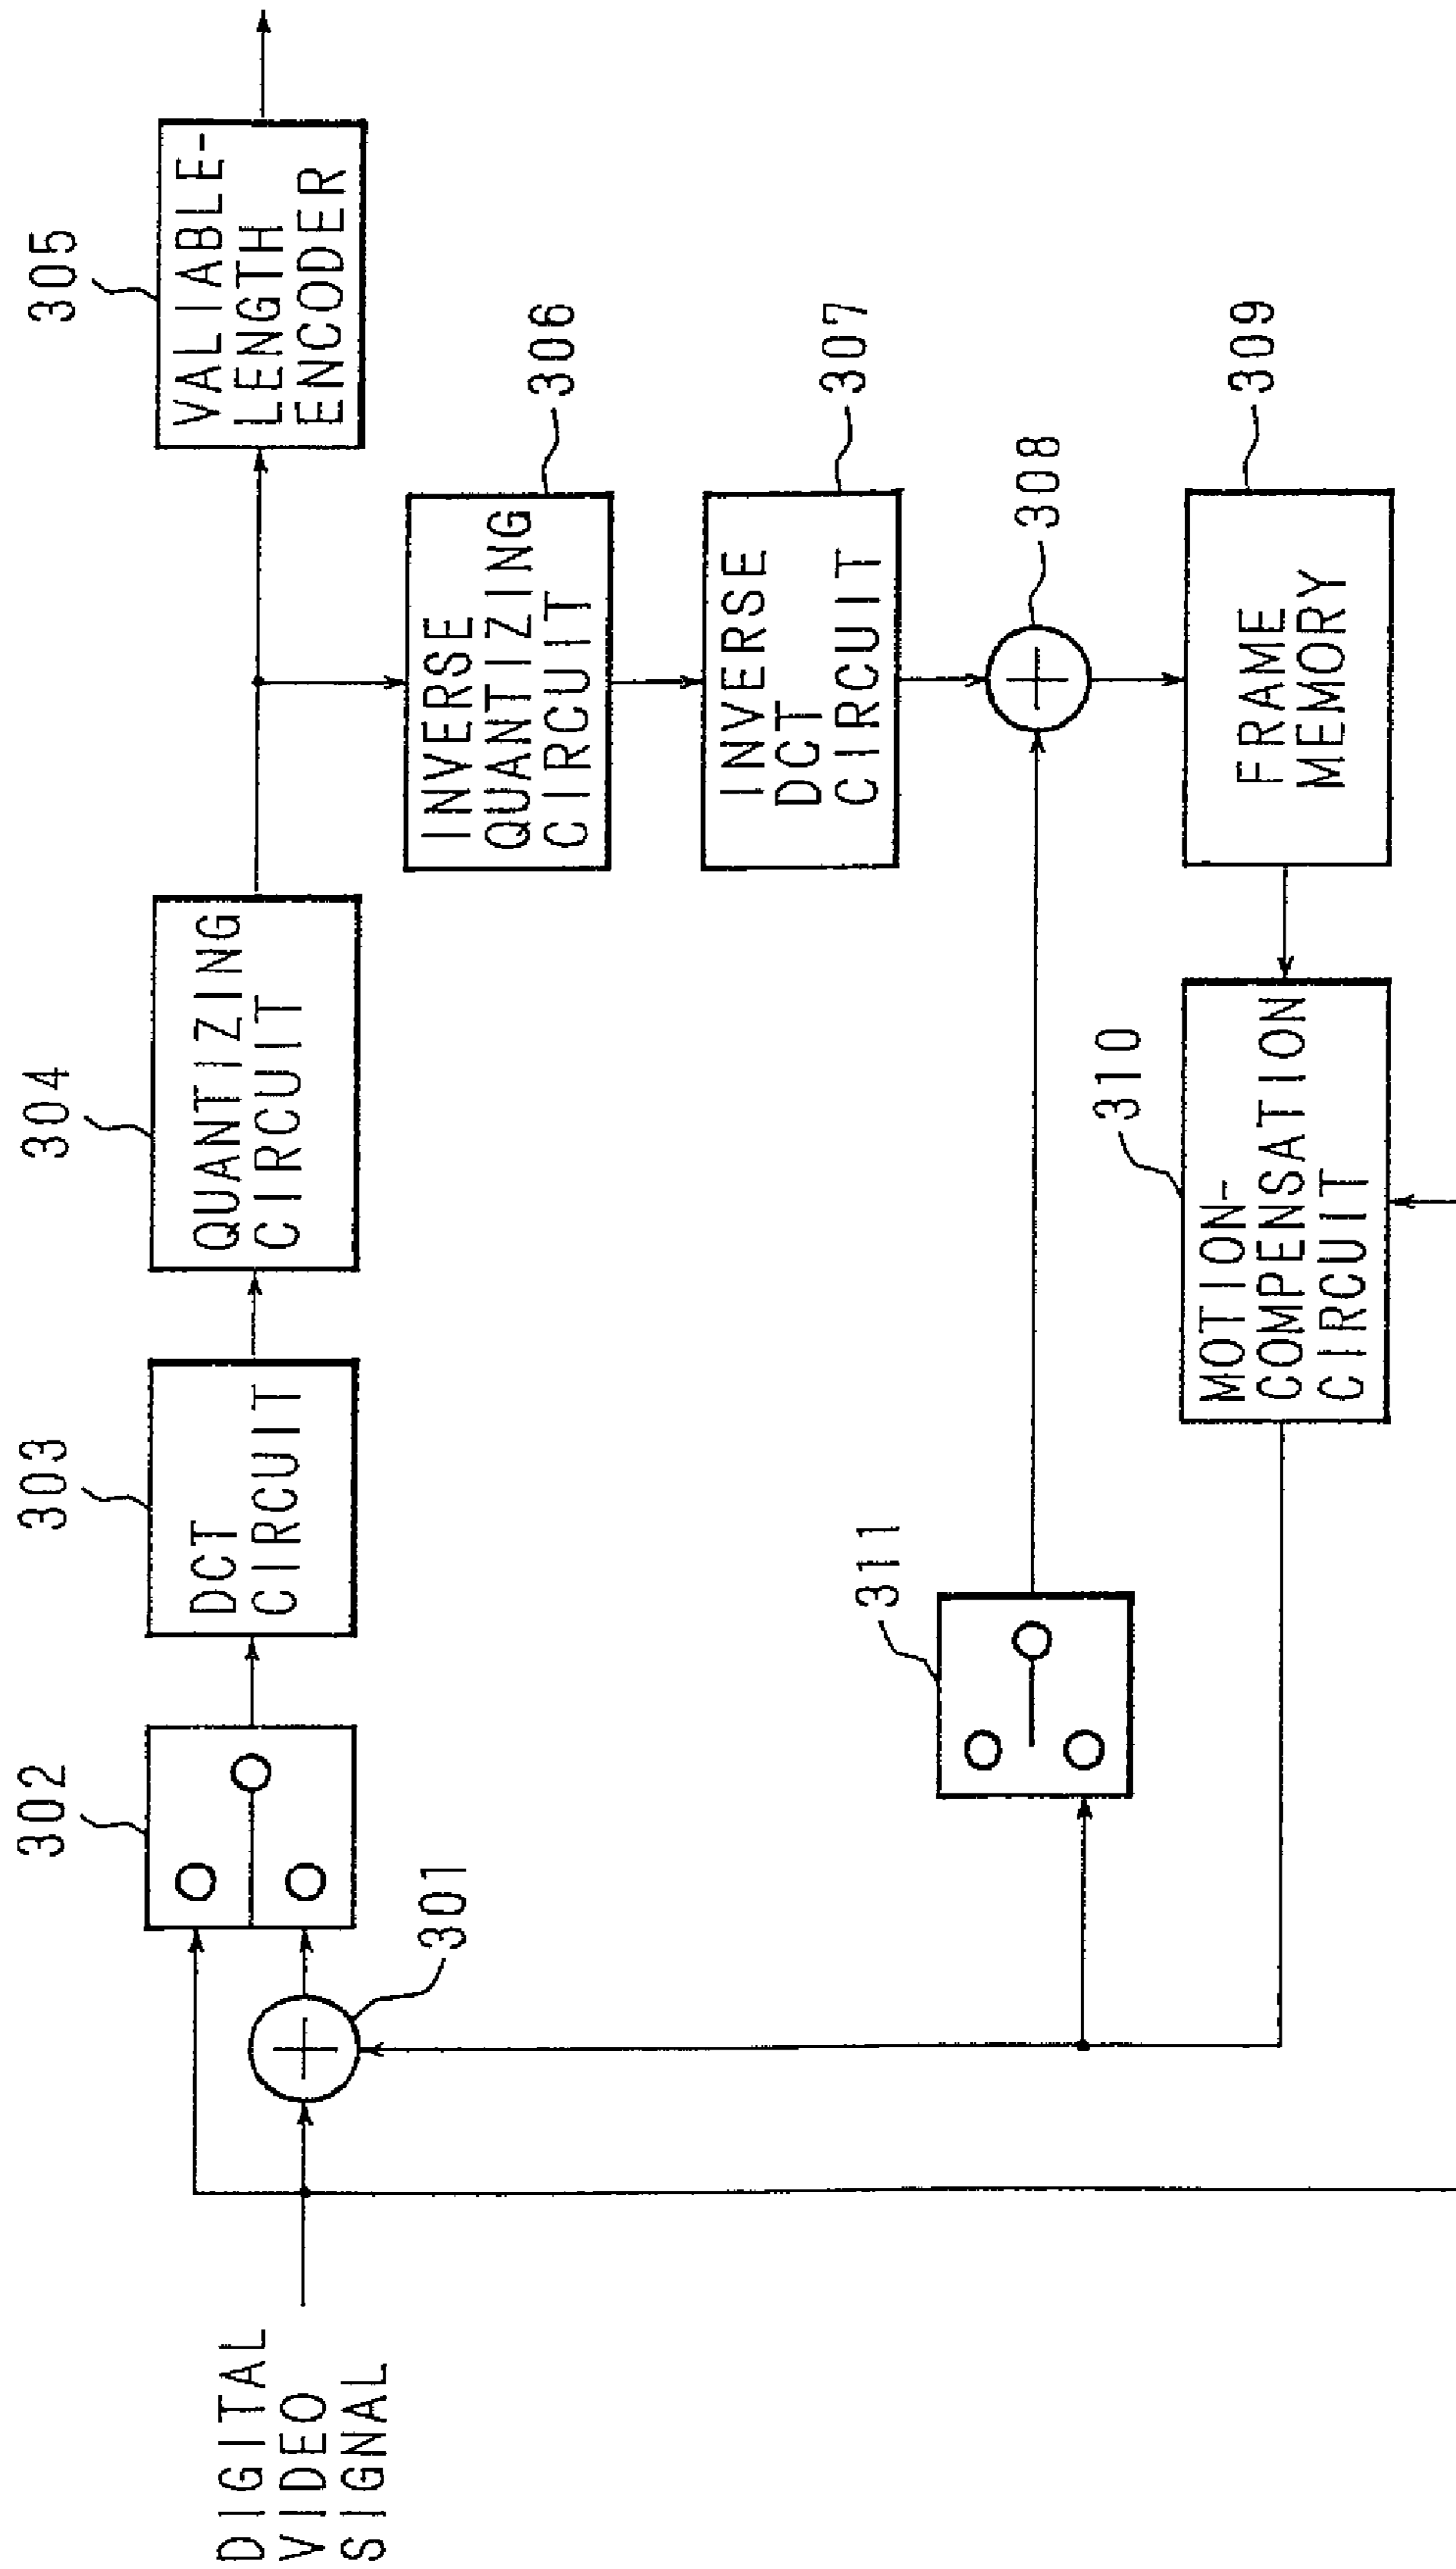 DIGITAL
VIDEO
SIGNAL
301
302
303
DCT
CIRCUIT
304
QUANTIZING
CIRCUIT
305
VALIABLE-
LENGTH
ENCODER
INVERSE
QUANTIZING
CIRCUIT
306
INVERSE
DCT
CIRCUIT
307
308
311
310
MOTION-
COMPENSATION
CIRCUIT
FRAME
MEMORY
309